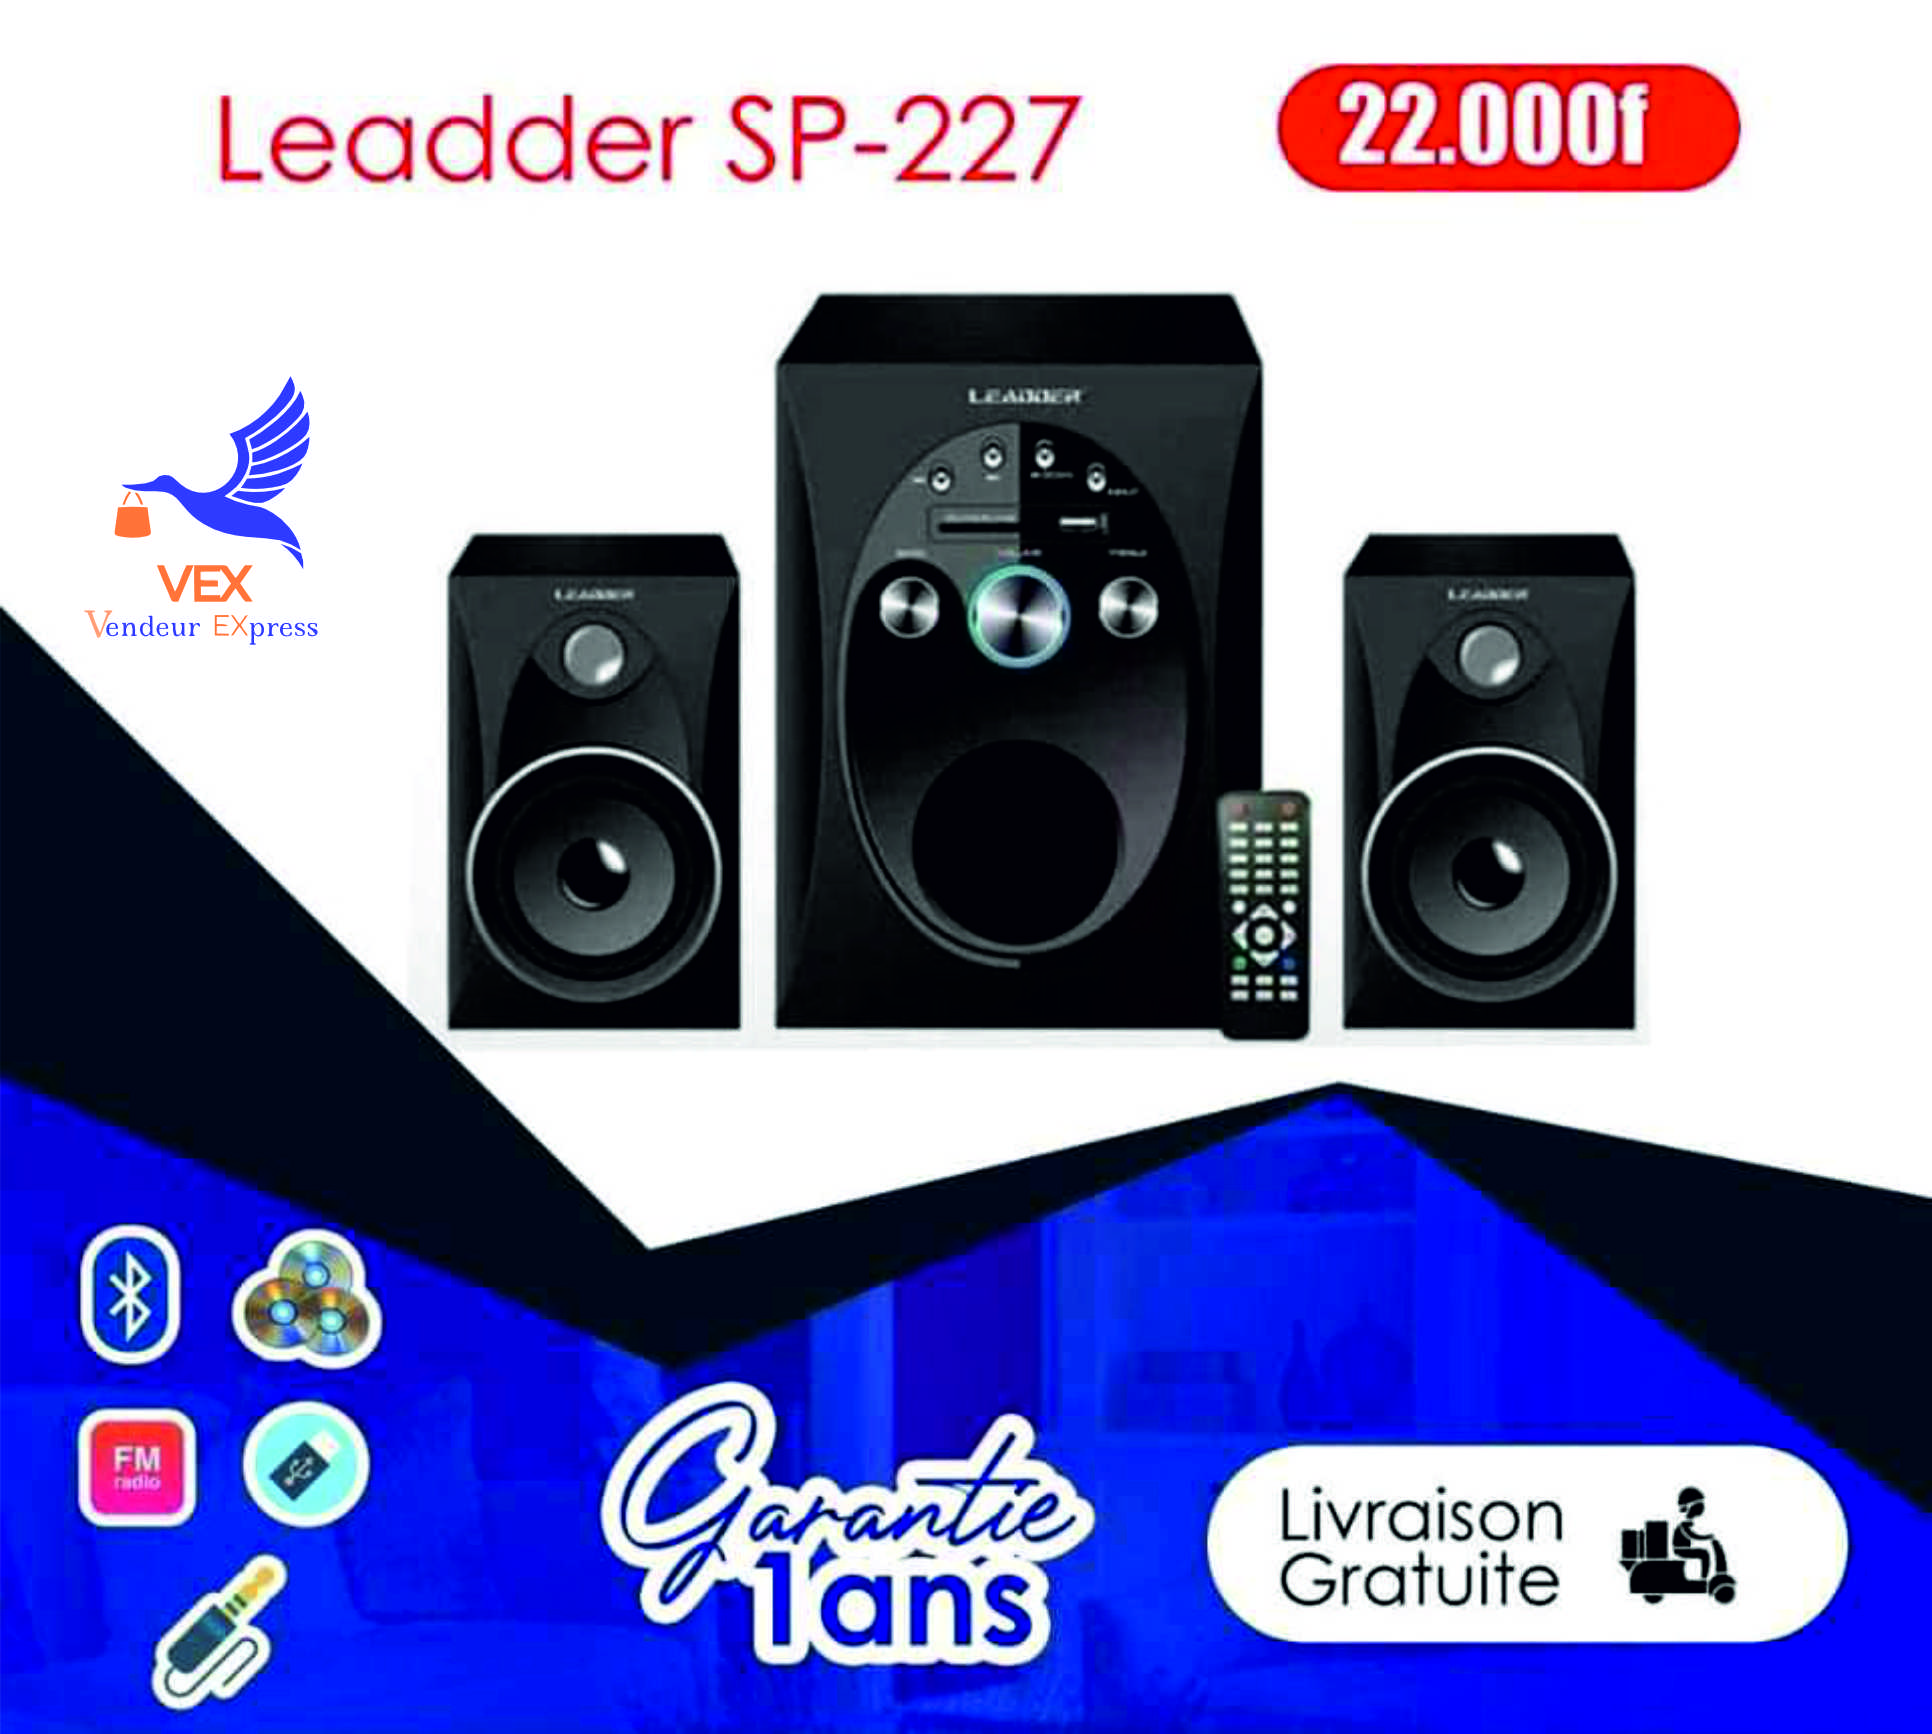 Leadder SP-227
22.000f
LEADDER
VEX
Vendeur EXpress
LEADDER
LEADDER
FM
radio
Garantie
1ans
Livraison
Gratuite